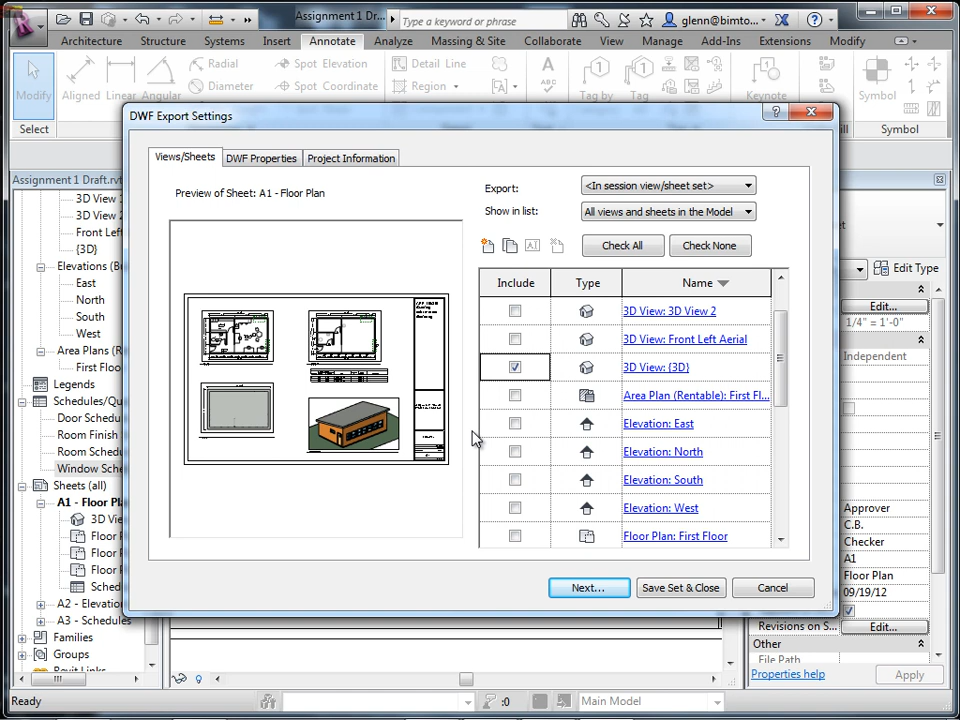 Assignment 1 Dr...
Type a keyword or phrase
glenn@bimto...
Architecture Structure Systems Insert Annotate Analyze Massing & Site Collaborate View Manage Add-Ins Extensions Modify
Modify
Aligned Linear Angular
Radial
Diameter
Spot Elevation
Spot Coordinate
Detail Line
Region
Tag by
Keynote
Symbol
Select
Symbol
DWF Export Settings
Views/Sheets DWF Properties Project Information
Preview of Sheet: A1 - Floor Plan
Export: <In session view/sheet set>
Show in list: All views and sheets in the Model
Check All Check None
Include Type Name
3D View: 3D View 2
3D View: Front Left Aerial
3D View: {3D}
Area Plan (Rentable): First Fl...
Elevation: East
Elevation: North
Elevation: South
Elevation: West
Floor Plan: First Floor
Next... Save Set & Close Cancel
Assignment 1 Draft.rvt
3D View
3D View 2
Front Left
{3D}
Elevations (B
East
North
South
West
Area Plans (R
First Floo
Legends
Schedules/Qu
Door Schedu
Room Finish
Room Sched
Window Sche
Sheets (all)
A1 - Floor Pl
3D Vie
Floor P
Floor P
Floor P
Sched
A2 - Elevatio
A3 - Schedules
Families
Groups
Revit Links
Edit Type
Edit...
1/4" = 1'-0"
Independent
Approver
C.B.
Checker
A1
Floor Plan
09/19/12
Revisions on S... Edit...
Other
File Path
Properties help Apply
Ready
:0
Main Model